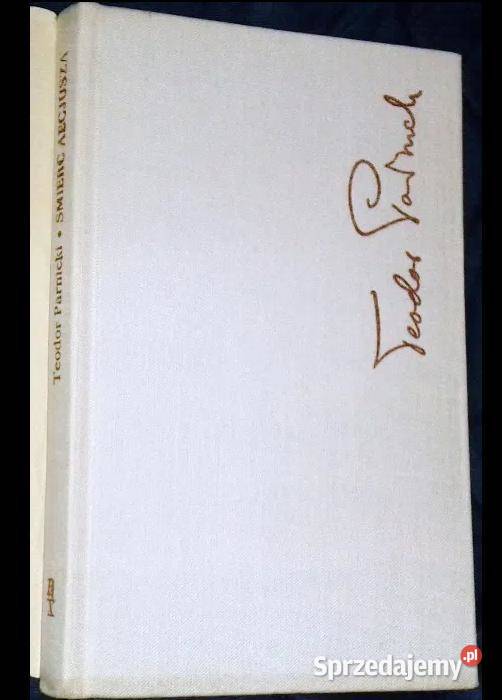 Teodor Parnicki • ŚMIERĆ AECJUSZA
Teodor Parnicki
Sprzedajemy.pl